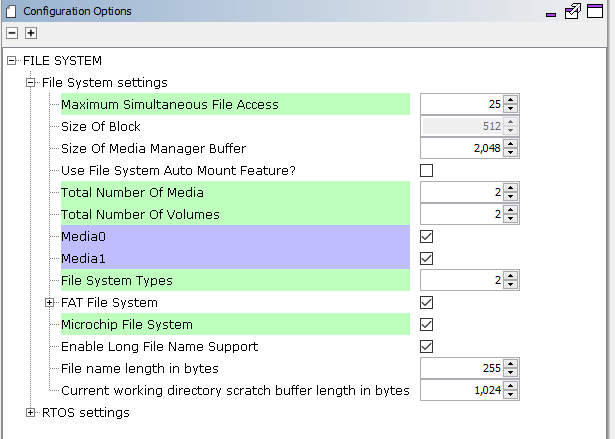 Configuration Options
FILE SYSTEM
File System settings
Maximum Simultaneous File Access 25
Size Of Block 512
Size Of Media Manager Buffer 2,048
Use File System Auto Mount Feature?
Total Number Of Media 2
Total Number Of Volumes 2
Media0
Media1
File System Types 2
FAT File System
Microchip File System
Enable Long File Name Support
File name length in bytes 255
Current working directory scratch buffer length in bytes 1,024
RTOS settings